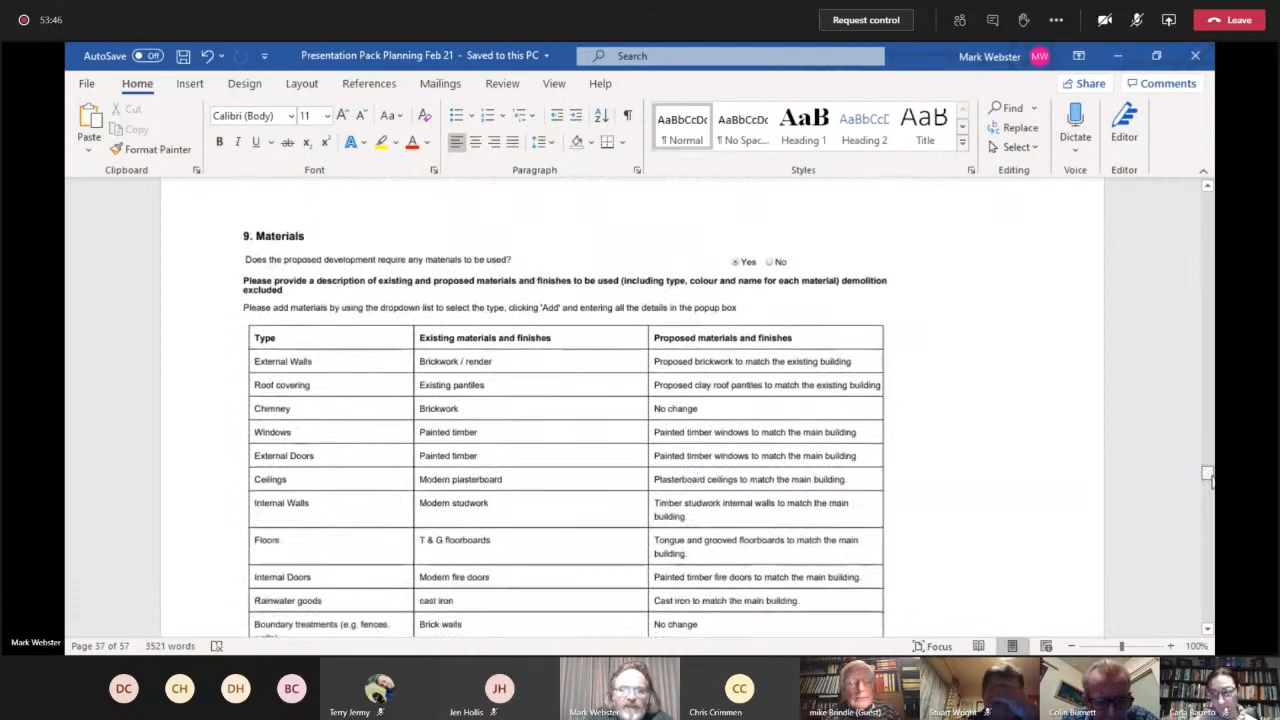 53:46
Request control
Leave
AutoSave Off
Presentation Pack Planning Feb 21 - Saved to this PC
Search
Mark Webster MW
File Home Insert Design Layout References Mailings Review View Help
Share Comments
Paste
Cut
Copy
Format Painter
Calibri (Body) 11
AaBbCcDc AaBbCcDc AaB AaBbCcD AaB
¶ Normal ¶ No Spac... Heading 1 Heading 2 Title
Find
Replace
Select
Dictate Editor
Clipboard Font Paragraph Styles Editing Voice Editor
9. Materials
Does the proposed development require any materials to be used? Yes No
Please provide a description of existing and proposed materials and finishes to be used (including type, colour and name for each material) demolition
excluded
Please add materials by using the dropdown list to select the type, clicking 'Add' and entering all the details in the popup box
Type Existing materials and finishes Proposed materials and finishes
External Walls Brickwork / render Proposed brickwork to match the existing building
Roof covering Existing pantiles Proposed clay roof pantiles to match the existing building
Chimney Brickwork No change
Windows Painted timber Painted timber windows to match the main building
External Doors Painted timber Painted timber windows to match the main building
Ceilings Modern plasterboard Plasterboard ceilings to match the main building.
Internal Walls Modern studwork Timber studwork internal walls to match the main
building.
Floors T & G floorboards Tongue and grooved floorboards to match the main
building.
Internal Doors Modern fire doors Painted timber fire doors to match the main building.
Rainwater goods cast iron Cast iron to match the main building.
Boundary treatments (e.g. fences, Brick walls No change
Mark Webster
Page 37 of 57 3521 words Focus 100%
DC CH DH BC JH CC
Terry Jermy Jen Hollis Mark Webster Chris Crimmen mike Brindle (Guest) Stuart Wright Colin Burnett Carla Barreto